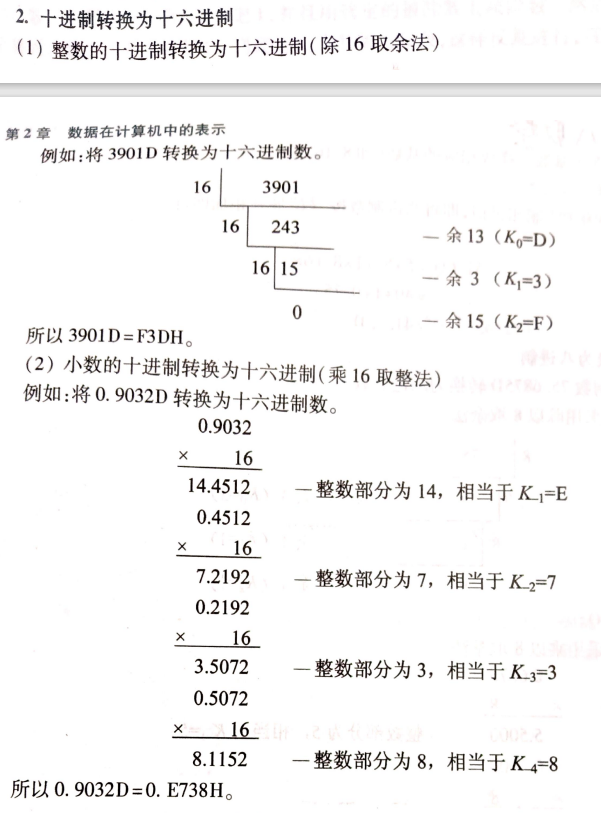 2. 十进制转换为十六进制
(1) 整数的十进制转换为十六进制(除 16 取余法)
第 2 章 数据在计算机中的表示
例如:将 3901D 转换为十六进制数。
16 3901
16 243 — 余 13 (K₀=D)
16 15 — 余 3 (K₁=3)
0 — 余 15 (K₂=F)
所以 3901D=F3DH。
(2) 小数的十进制转换为十六进制(乘 16 取整法)
例如:将 0.9032D 转换为十六进制数。
0.9032
× 16
14.4512 — 整数部分为 14，相当于 K₋₁=E
0.4512
× 16
7.2192 — 整数部分为 7，相当于 K₋₂=7
0.2192
× 16
3.5072 — 整数部分为 3，相当于 K₋₃=3
0.5072
× 16
8.1152 — 整数部分为 8，相当于 K₋₄=8
所以 0.9032D=0.E738H。